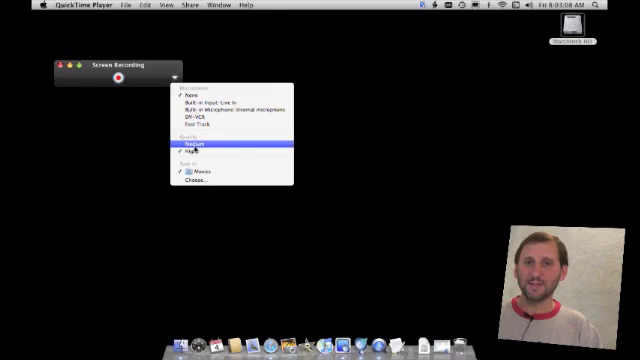 QuickTime Player File Edit View Share Window Help
Fri 8:03:08 AM
Macintosh HD
Screen Recording
Microphone
✓ None
Built-in Input: Line In
Built-in Microphone: Internal microphone
DV-VCR
Fast Track
Quality
Medium
✓ High
Save to:
✓ Movies
Choose...
4